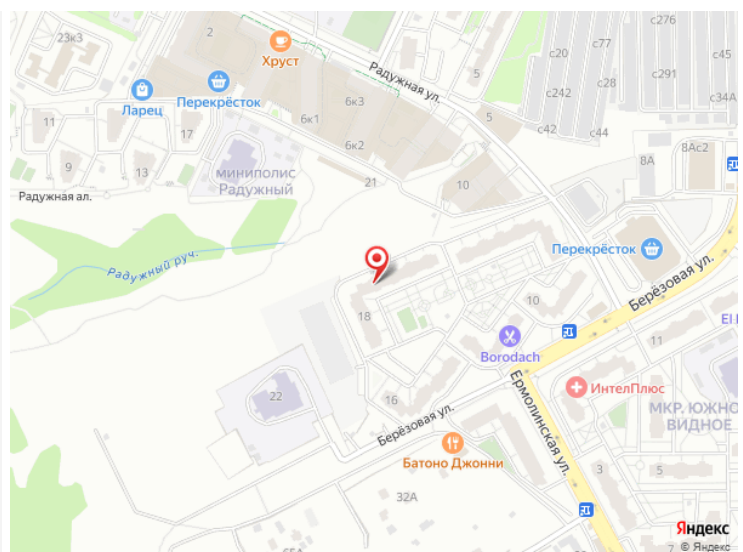 23к3
2
Хруст
Перекрёсток
Ларец
6к3
6к1
6к2
Радужная ул.
5
5
с20
с77
с276
с45
с28
с291
с242
с34А
с42
с44
11
17
9
13
миниполис
Радужный
21
10
8А
8Ас2
Радужная ал.
Радужный руч.
Перекрёсток
Берёзовая ул.
18
10
Borodach
11
ИнтелПлюс
МКР. ЮЖНО
ВИДНОЕ
22
16
Берёзовая ул.
Ермолинская ул.
Батоно Джонни
3
5
32А
7
Яндекс
© Яндекс